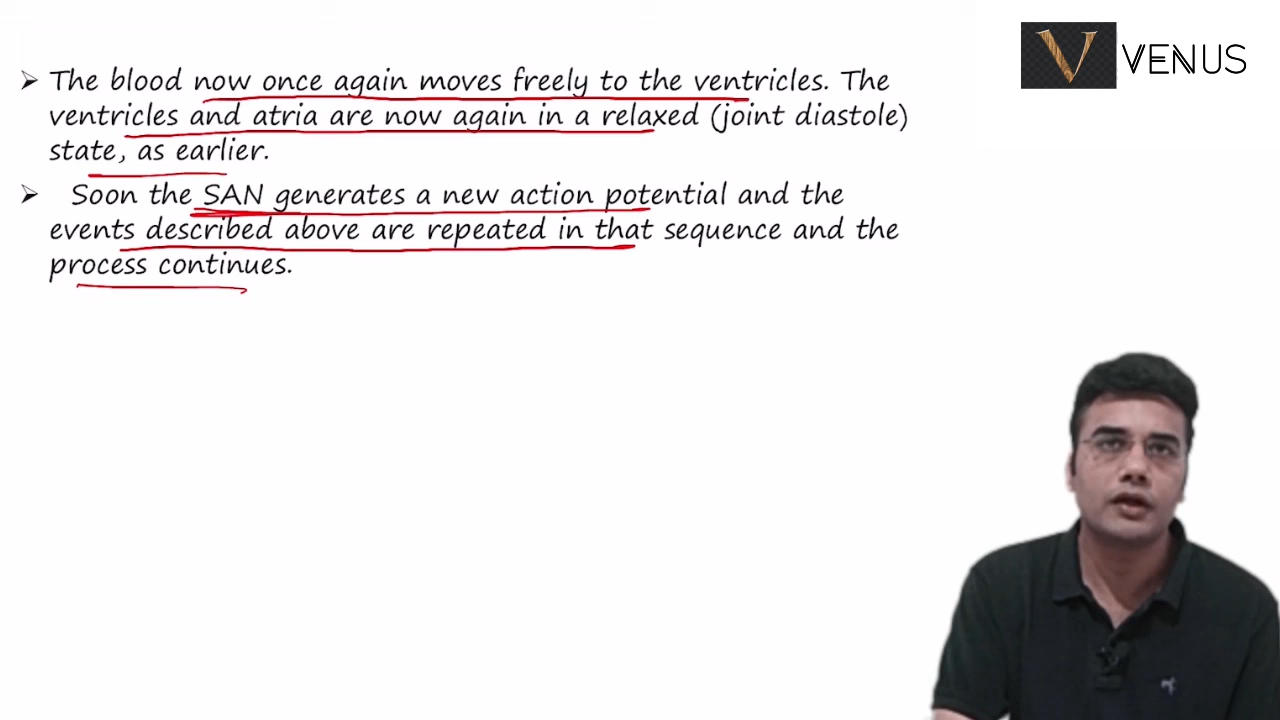 V VENUS
➤ The blood now once again moves freely to the ventricles. The
ventricles and atria are now again in a relaxed (joint diastole)
state, as earlier.
➤ Soon the SAN generates a new action potential and the
events described above are repeated in that sequence and the
process continues.